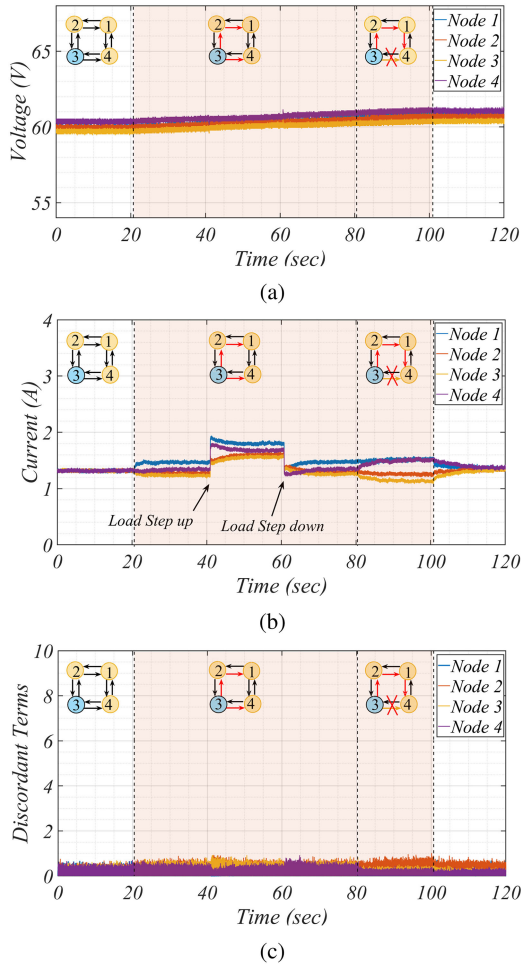 2 1
3 4
2 1
3 4
2 1
3 4
Node 1
Node 2
Node 3
Node 4
65
60
55
Voltage (V)
0 20 40 60 80 100 120
Time (sec)
(a)
2 1
3 4
2 1
3 4
2 1
3 4
Node 1
Node 2
Node 3
Node 4
4
3
2
1
0
Current (A)
Load Step up
Load Step down
0 20 40 60 80 100 120
Time (sec)
(b)
2 1
3 4
2 1
3 4
2 1
3 4
Node 1
Node 2
Node 3
Node 4
10
8
6
4
2
0
Discordant Terms
0 20 40 60 80 100 120
Time (sec)
(c)